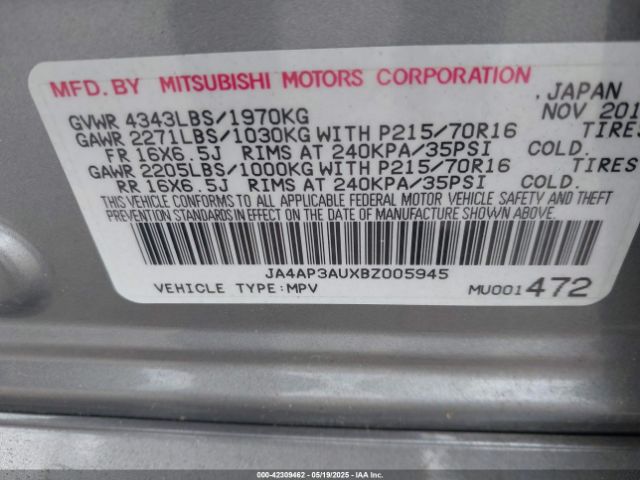 MFD. BY MITSUBISHI MOTORS CORPORATION JAPAN
GVWR 4343LBS/1970KG NOV 201
GAWR 2271LBS/1030KG WITH P215/70R16 TIRES
FR 16X6.5J RIMS AT 240KPA/35PSI COLD.
GAWR 2205LBS/1000KG WITH P215/70R16 TIRES
RR 16X6.5J RIMS AT 240KPA/35PSI COLD.
THIS VEHICLE CONFORMS TO ALL APPLICABLE FEDERAL MOTOR VEHICLE SAFETY AND THEFT
PREVENTION STANDARDS IN EFFECT ON THE DATE OF MANUFACTURE SHOWN ABOVE.
JA4AP3AUXBZ005945
VEHICLE TYPE:MPV MU001472
000-42309462 - 05/19/2025 - IAAI.COM